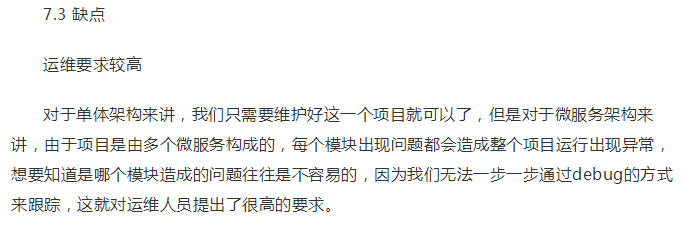 7.3 缺点
运维要求较高
对于单体架构来讲，我们只需要维护好这一个项目就可以了，但是对于微服务架构来
讲，由于项目是由多个微服务构成的，每个模块出现问题都会造成整个项目运行出现异常，
想要知道是哪个模块造成的问题往往是不容易的，因为我们无法一步一步通过debug的方式
来跟踪，这就对运维人员提出了很高的要求。